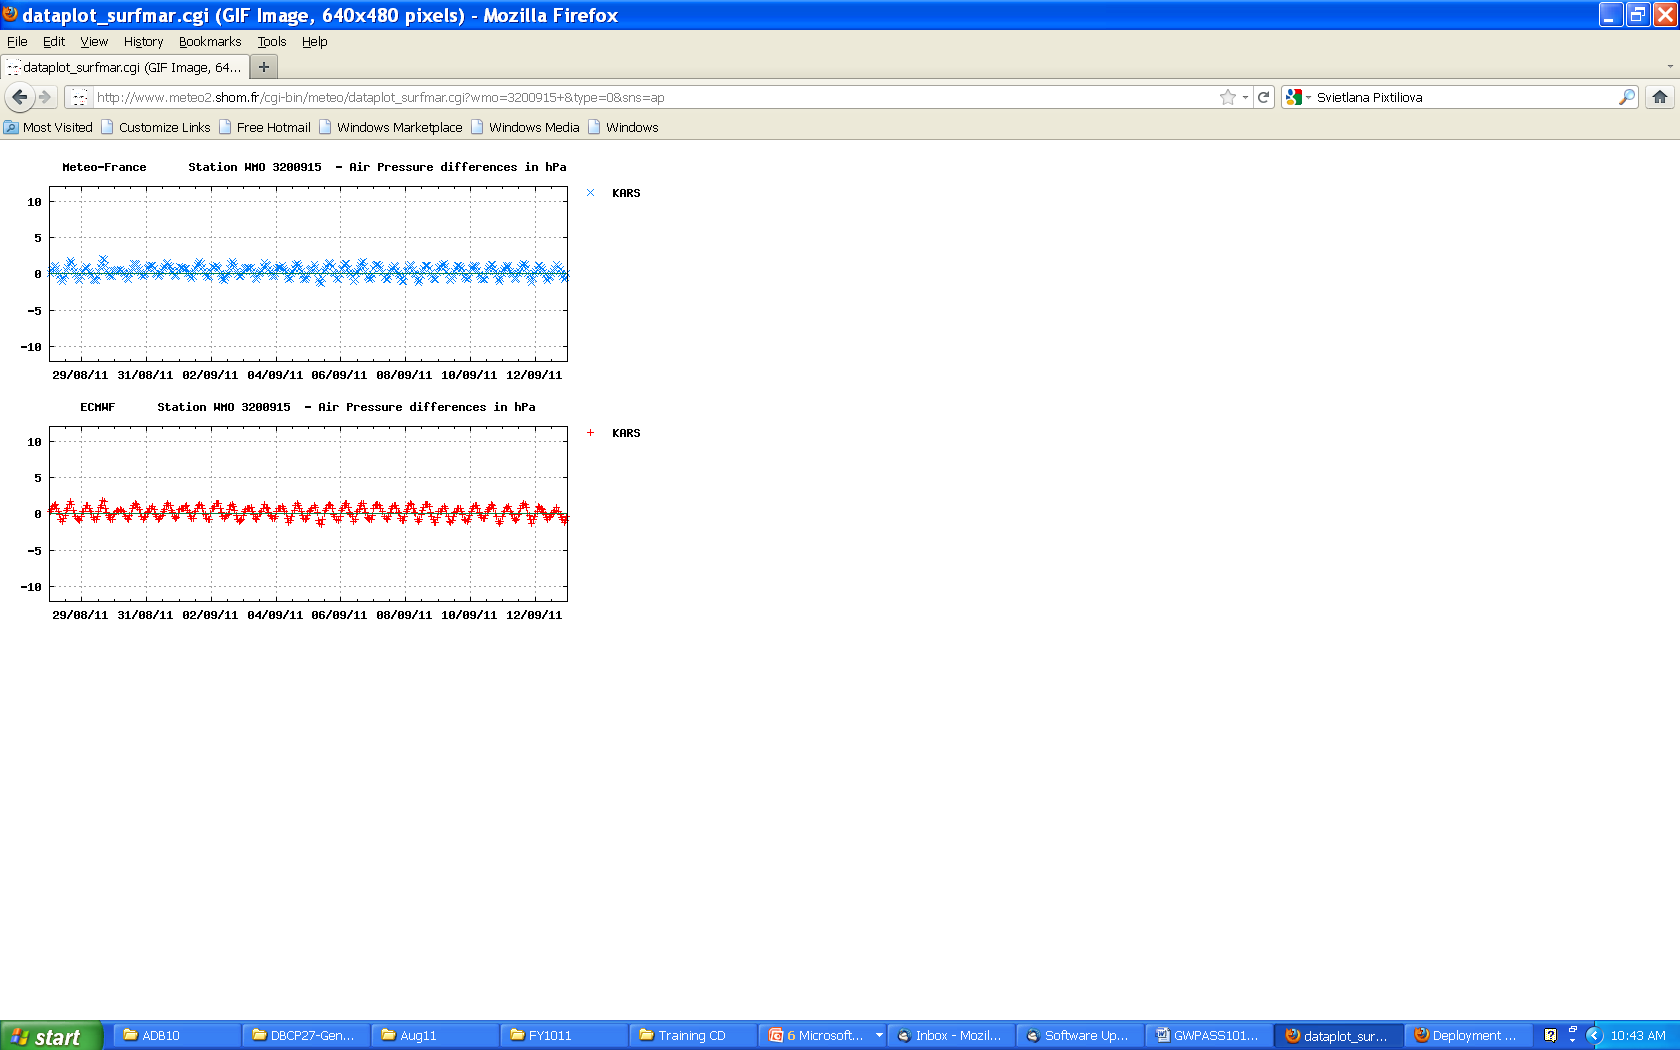 dataplot_surfmar.cgi (GIF Image, 640x480 pixels) - Mozilla Firefox
File Edit View History Bookmarks Tools Help
dataplot_surfmar.cgi (GIF Image, 64... +
http://www.meteo2.shom.fr/cgi-bin/meteo/dataplot_surfmar.cgi?wmo=3200915+&type=0&sns=ap Svietlana Pixtiliova
Most Visited Customize Links Free Hotmail Windows Marketplace Windows Media Windows
Meteo-France Station WMO 3200915 - Air Pressure differences in hPa
KARS
10
5
0
-5
-10
29/08/11 31/08/11 02/09/11 04/09/11 06/09/11 08/09/11 10/09/11 12/09/11
ECMWF Station WMO 3200915 - Air Pressure differences in hPa
KARS
10
5
0
-5
-10
29/08/11 31/08/11 02/09/11 04/09/11 06/09/11 08/09/11 10/09/11 12/09/11
start ADB10 DBCP27-Gen... Aug11 FY1011 Training CD 6 Microsoft... Inbox - Mozil... Software Up... GWPASS101... dataplot_sur... Deployment ... 10:43 AM